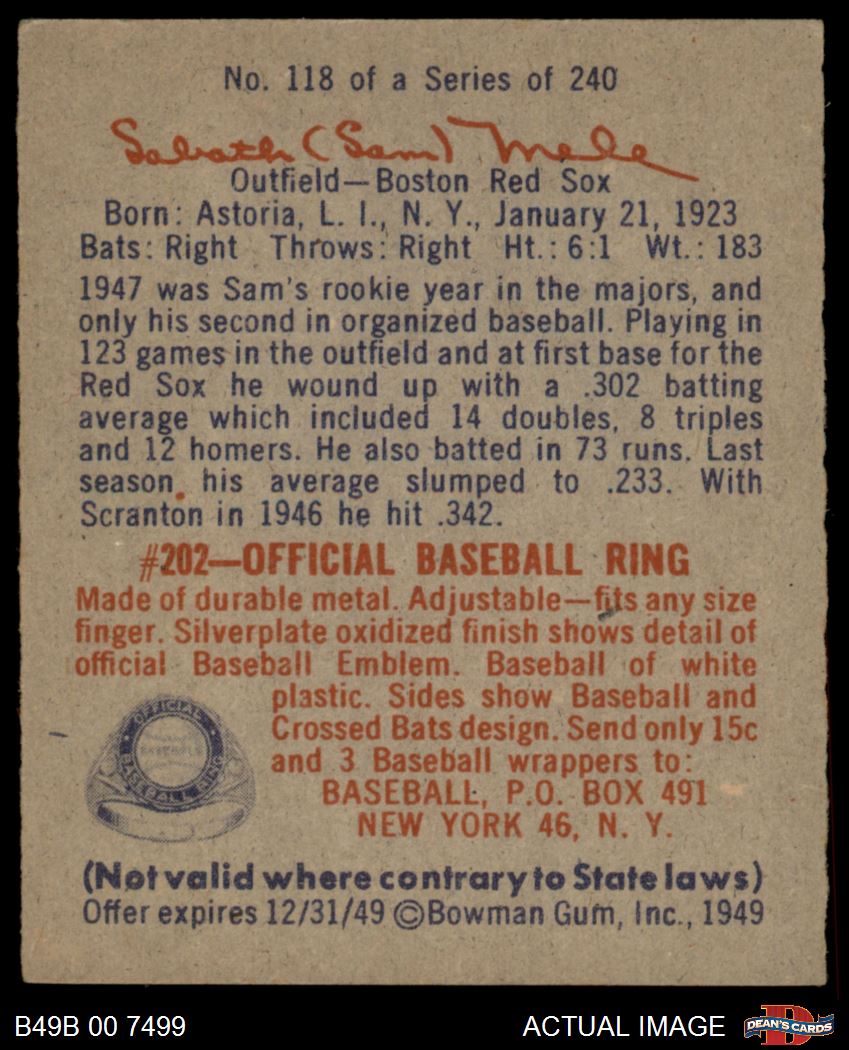 No. 118 of a Series of 240
Sabath (Sam) Mele
Outfield—Boston Red Sox
Born: Astoria, L. I., N. Y., January 21, 1923
Bats: Right Throws: Right Ht.: 6:1 Wt.: 183
1947 was Sam's rookie year in the majors, and
only his second in organized baseball. Playing in
123 games in the outfield and at first base for the
Red Sox he wound up with a .302 batting
average which included 14 doubles, 8 triples
and 12 homers. He also batted in 73 runs. Last
season his average slumped to .233. With
Scranton in 1946 he hit .342.
#202—OFFICIAL BASEBALL RING
Made of durable metal. Adjustable—fits any size
finger. Silverplate oxidized finish shows detail of
official Baseball Emblem. Baseball of white
plastic. Sides show Baseball and
Crossed Bats design. Send only 15c
and 3 Baseball wrappers to:
BASEBALL, P.O. BOX 491
NEW YORK 46, N. Y.
OFFICIAL
BASEBALL
BASEBALL RING
(Not valid where contrary to State laws)
Offer expires 12/31/49 ©Bowman Gum, Inc., 1949
B49B 00 7499
ACTUAL IMAGE
DEAN'S CARDS